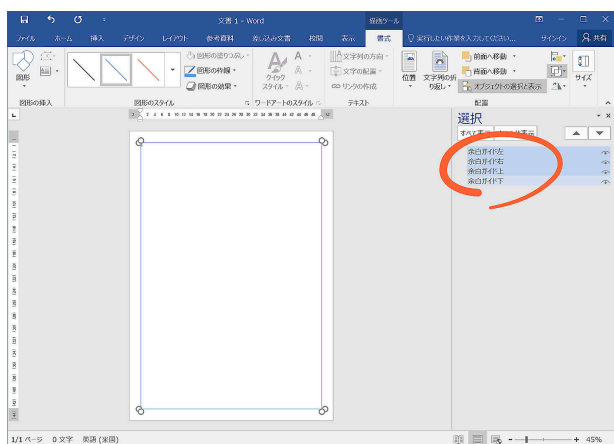 文書 1 - Word
描画ツール
ファイル ホーム 挿入 デザイン レイアウト 参考資料 差し込み文書 校閲 表示 書式 実行したい作業を入力してください... サインイン 共有
図形
図形の塗りつぶし
図形の枠線
図形の効果
クイック
スタイル
文字列の方向
文字の配置
リンクの作成
位置
文字列の折
り返し
前面へ移動
背面へ移動
オブジェクトの選択と表示
サイズ
図形の挿入 図形のスタイル ワードアートのスタイル テキスト 配置
選択
すべて表示
余白ガイド左
余白ガイド右
余白ガイド上
余白ガイド下
1/1 ページ 0 文字 英語 (米国) 45%